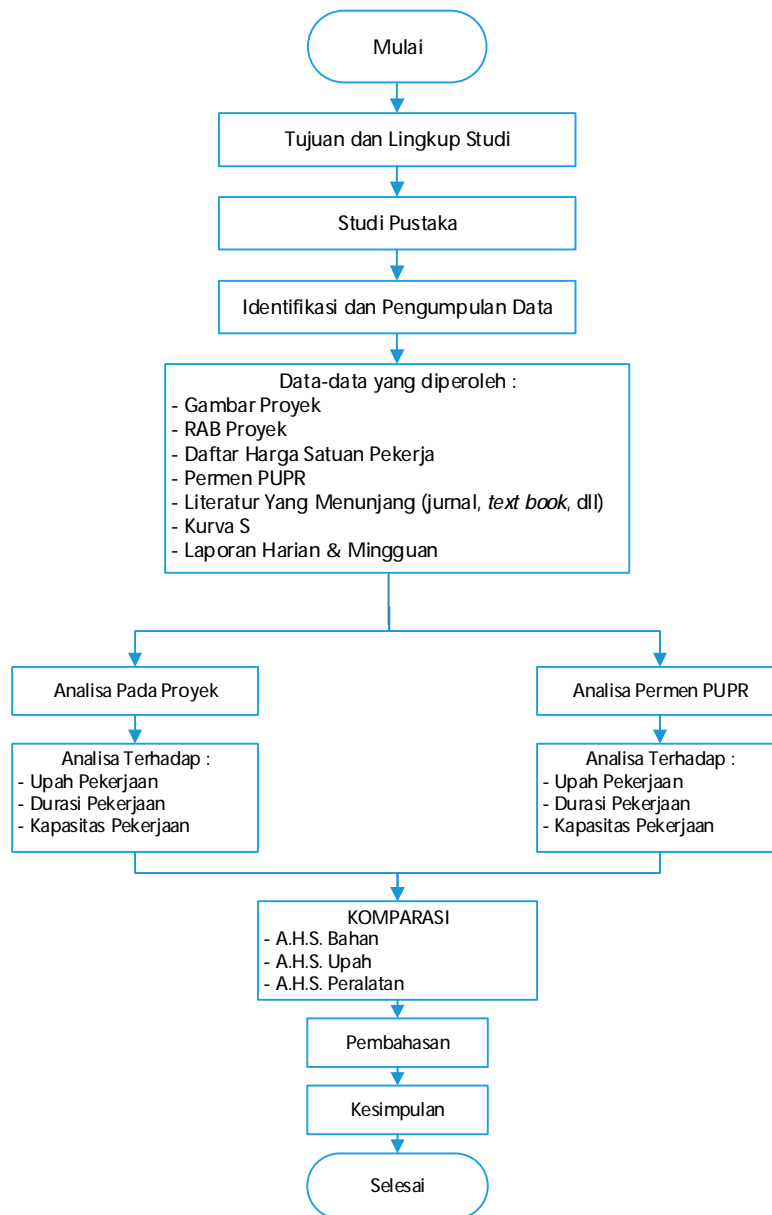 Mulai
Tujuan dan Lingkup Studi
Studi Pustaka
Identifikasi dan Pengumpulan Data
Data-data yang diperoleh :
- Gambar Proyek
- RAB Proyek
- Daftar Harga Satuan Pekerja
- Permen PUPR
- Literatur Yang Menunjang (jurnal, text book, dll)
- Kurva S
- Laporan Harian & Mingguan
Analisa Pada Proyek
Analisa Terhadap :
- Upah Pekerjaan
- Durasi Pekerjaan
- Kapasitas Pekerjaan
Analisa Permen PUPR
Analisa Terhadap :
- Upah Pekerjaan
- Durasi Pekerjaan
- Kapasitas Pekerjaan
KOMPARASI
- A.H.S. Bahan
- A.H.S. Upah
- A.H.S. Peralatan
Pembahasan
Kesimpulan
Selesai